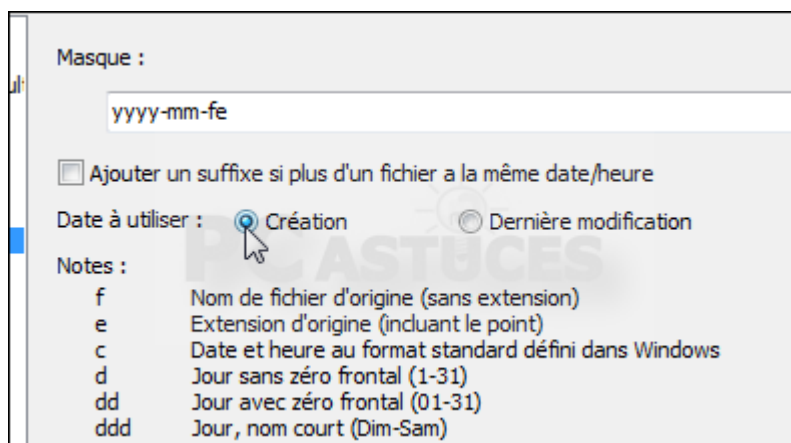 Masque :
yyyy-mm-fe
Ajouter un suffixe si plus d'un fichier a la même date/heure
Date à utiliser : Création Dernière modification
PC ASTUCES
Notes :
f Nom de fichier d'origine (sans extension)
e Extension d'origine (incluant le point)
c Date et heure au format standard défini dans Windows
d Jour sans zéro frontal (1-31)
dd Jour avec zéro frontal (01-31)
ddd Jour, nom court (Dim-Sam)